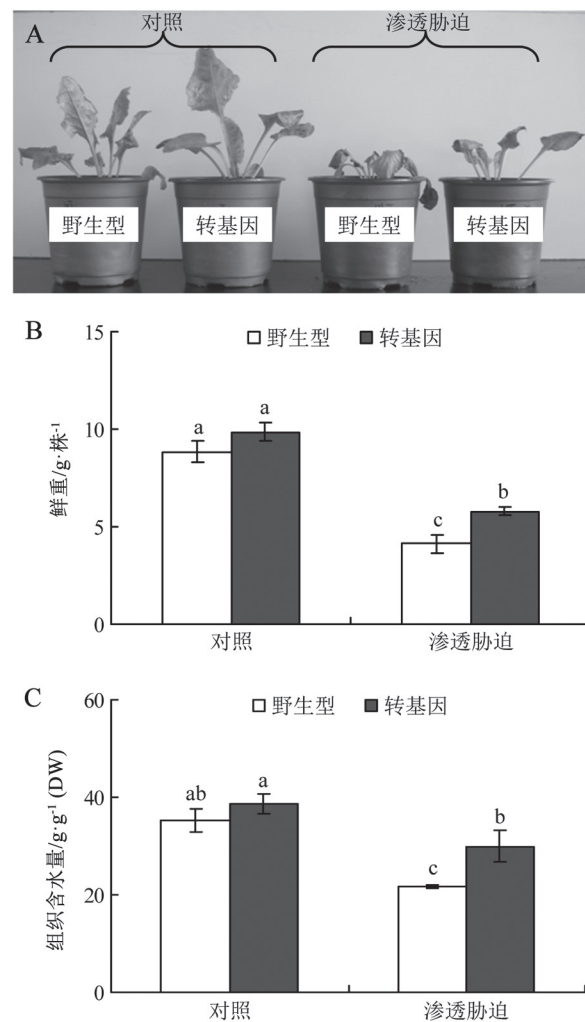 A
对照 渗透胁迫
野生型 转基因 野生型 转基因
B
野生型 转基因
鲜重/g·株⁻¹
15
10
5
0
a a c b
对照 渗透胁迫
C
野生型 转基因
组织含水量/g·g⁻¹ (DW)
60
40
20
0
ab a c b
对照 渗透胁迫